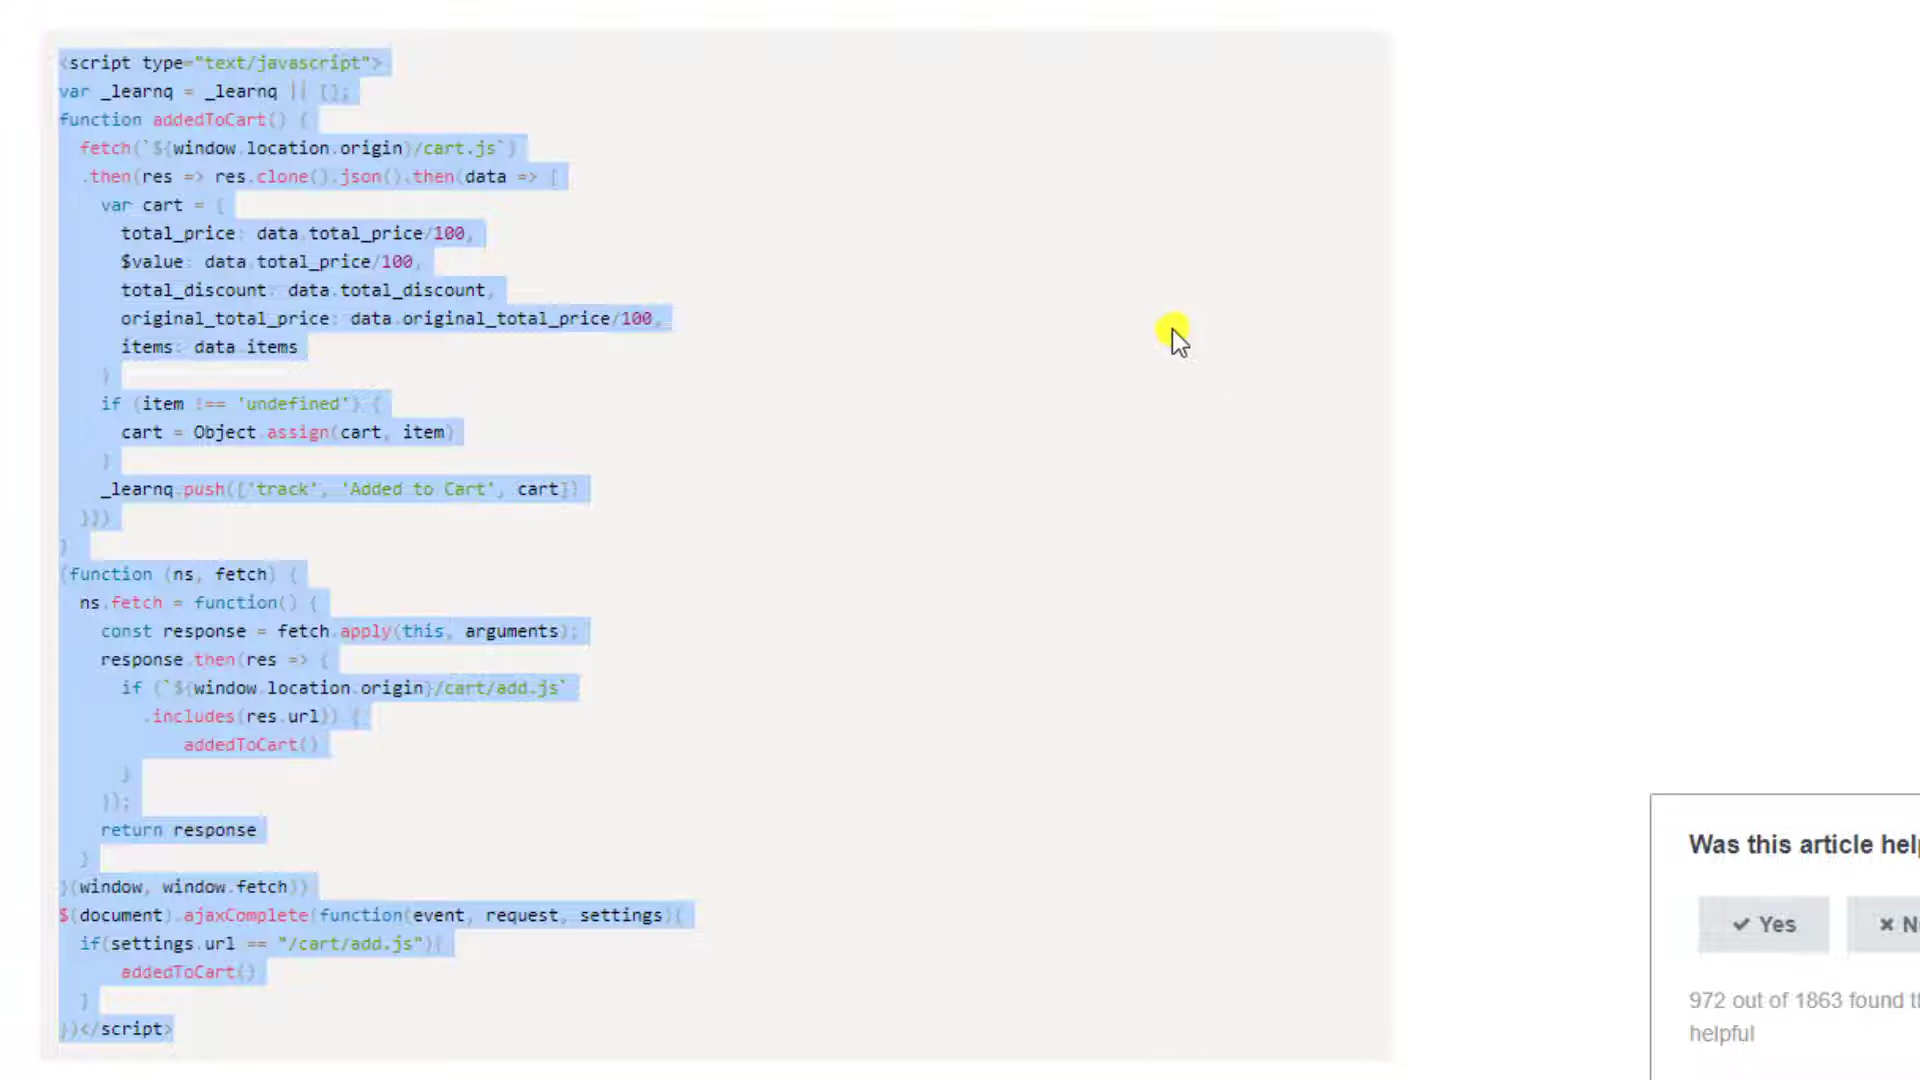 <script type="text/javascript">
var _learnq = _learnq || [];
function addedToCart() {
fetch(`${window.location.origin}/cart.js`)
.then(res => res.clone().json().then(data => {
var cart = {
total_price: data.total_price/100,
$value: data.total_price/100,
total_discount: data.total_discount,
original_total_price: data.original_total_price/100,
items: data.items
}
if (item !== 'undefined') {
cart = Object.assign(cart, item)
}
_learnq.push(['track', 'Added to Cart', cart])
}))
}
(function (ns, fetch) {
ns.fetch = function() {
const response = fetch.apply(this, arguments);
response.then(res => {
if (`${window.location.origin}/cart/add.js`
.includes(res.url)) {
addedToCart()
}
});
return response
}
}(window, window.fetch))
$(document).ajaxComplete(function(event, request, settings){
if(settings.url == "/cart/add.js"){
addedToCart()
}
})</script>
Was this article
Yes
972 out of 1863 found
helpful